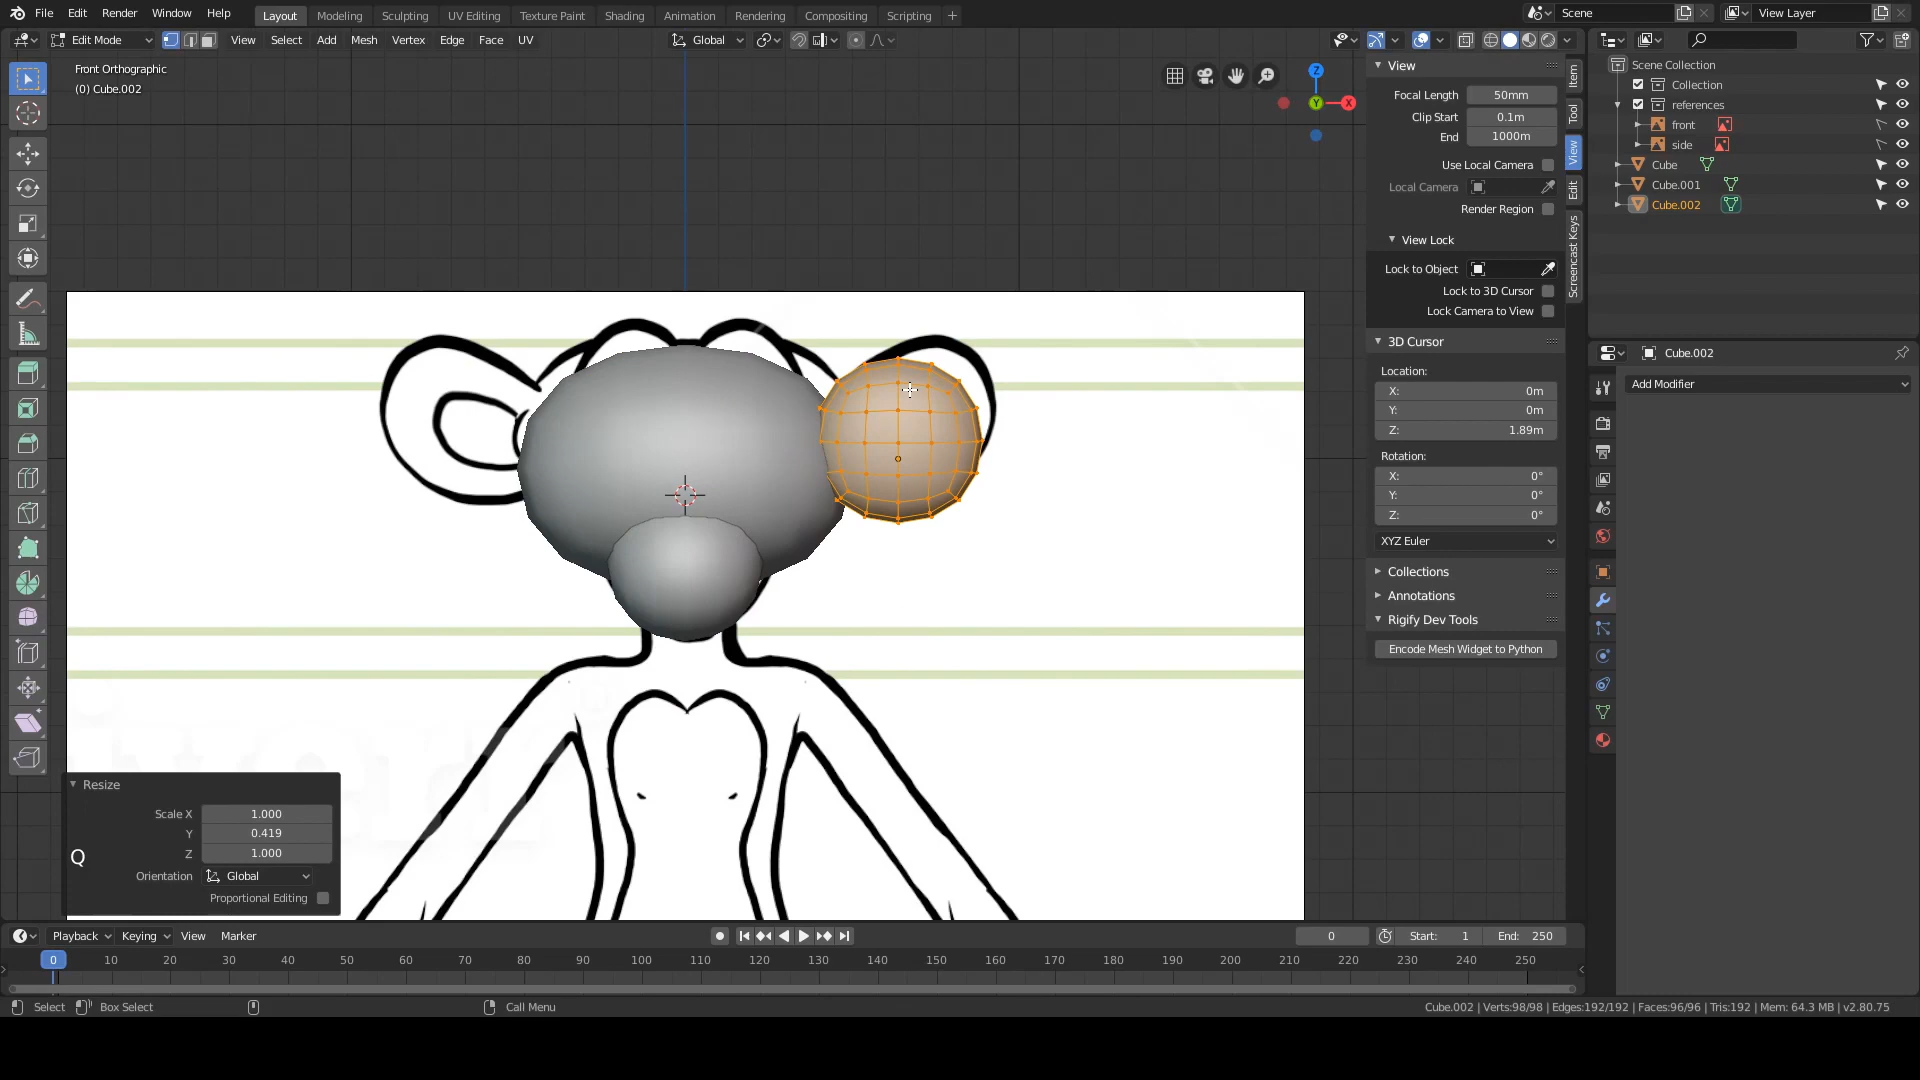 File Edit Render Window Help Layout Modeling Sculpting UV Editing Texture Paint Shading Animation Rendering Compositing Scripting + Scene View Layer
Edit Mode View Select Add Mesh Vertex Edge Face UV Global
Front Orthographic
(0) Cube.002
Z
Y
X
View
Focal Length 50mm
Clip Start 0.1m
End 1000m
Use Local Camera
Local Camera
Render Region
View Lock
Lock to Object
Lock to 3D Cursor
Lock Camera to View
3D Cursor
Location:
X: 0m
Y: 0m
Z: 1.89m
Rotation:
X: 0°
Y: 0°
Z: 0°
XYZ Euler
Collections
Annotations
Rigify Dev Tools
Encode Mesh Widget to Python
Item
Tool
View
Edit
Screencast Keys
Scene Collection
Collection
references
front
side
Cube
Cube.001
Cube.002
Cube.002
Add Modifier
Resize
Scale X 1.000
Y 0.419
Z 1.000
Orientation Global
Proportional Editing
Q
Playback Keying View Marker 0 Start: 1 End: 250
0 10 20 30 40 50 60 70 80 90 100 110 120 130 140 150 160 170 180 190 200 210 220 230 240 250
Select Box Select Call Menu Cube.002 | Verts:98/98 | Edges:192/192 | Faces:96/96 | Tris:192 | Mem: 64.3 MB | v2.80.75